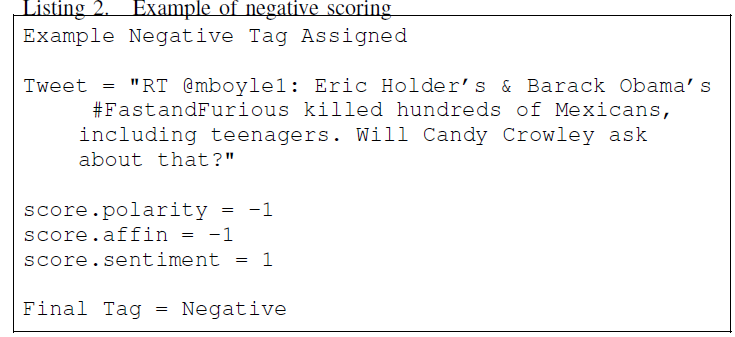 Listing 2. Example of negative scoring
Example Negative Tag Assigned
Tweet = "RT @mboyle1: Eric Holder's & Barack Obama's
#FastandFurious killed hundreds of Mexicans,
including teenagers. Will Candy Crowley ask
about that?"
score.polarity = -1
score.affin = -1
score.sentiment = 1
Final Tag = Negative